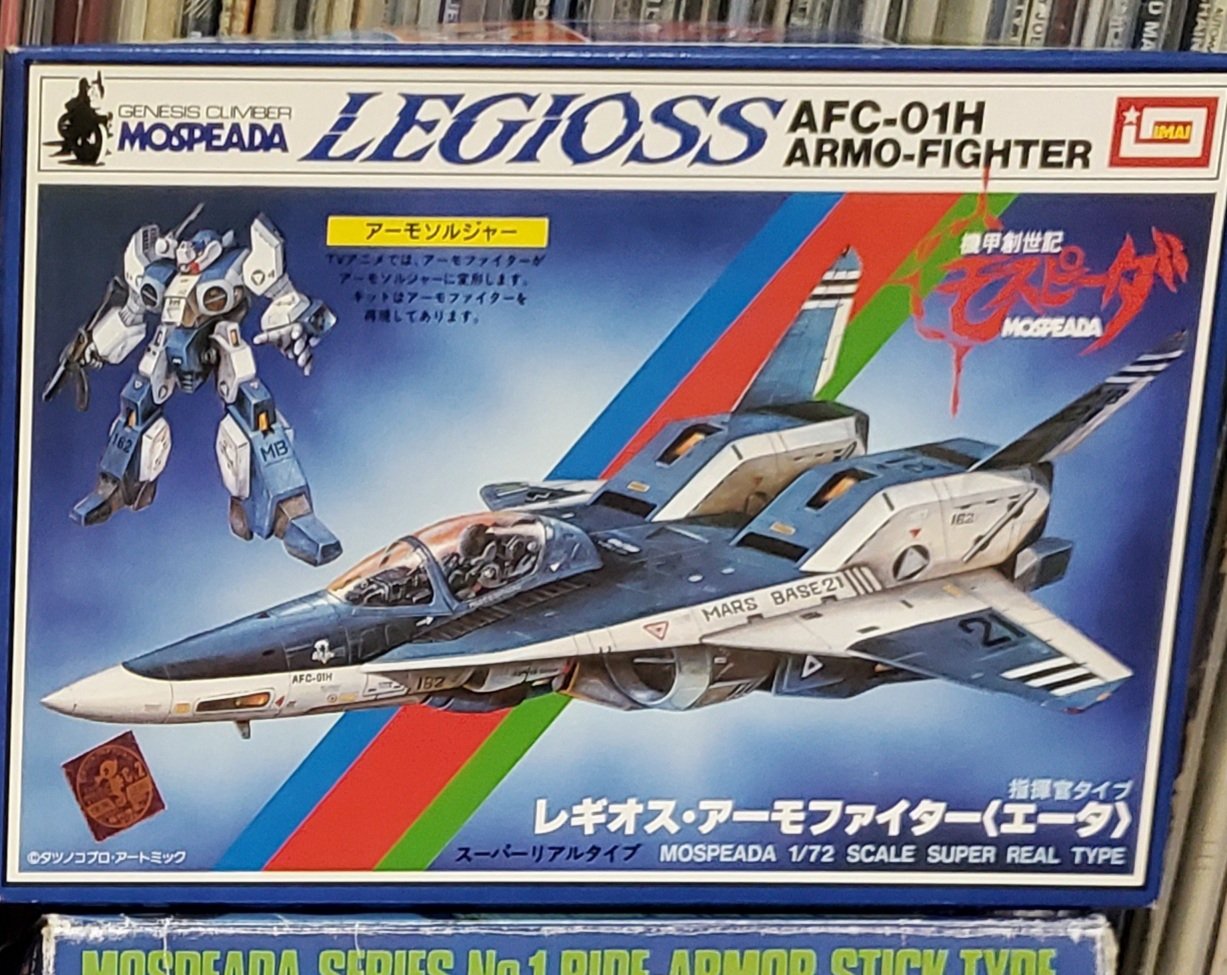 GENESIS CLIMBER
MOSPEADA
LEGIOSS
AFC-01H
ARMO-FIGHTER
IMAI
アーモソルジャー
TVアニメでは、アーモファイターが
アーモソルジャーに変形します。
キットはアーモファイターを
再現してあります。
機甲創世記
モスピーダ
MOSPEADA
162
MB
162
MARS BASE 21
21
AFC-01H
162
指揮官タイプ
レギオス・アーモファイター〈エータ〉
スーパーリアルタイプ MOSPEADA 1/72 SCALE SUPER REAL TYPE
©タツノコプロ・アートミック
MOSPEADA SERIES No.1 RIDE ARMOR STICK TYPE